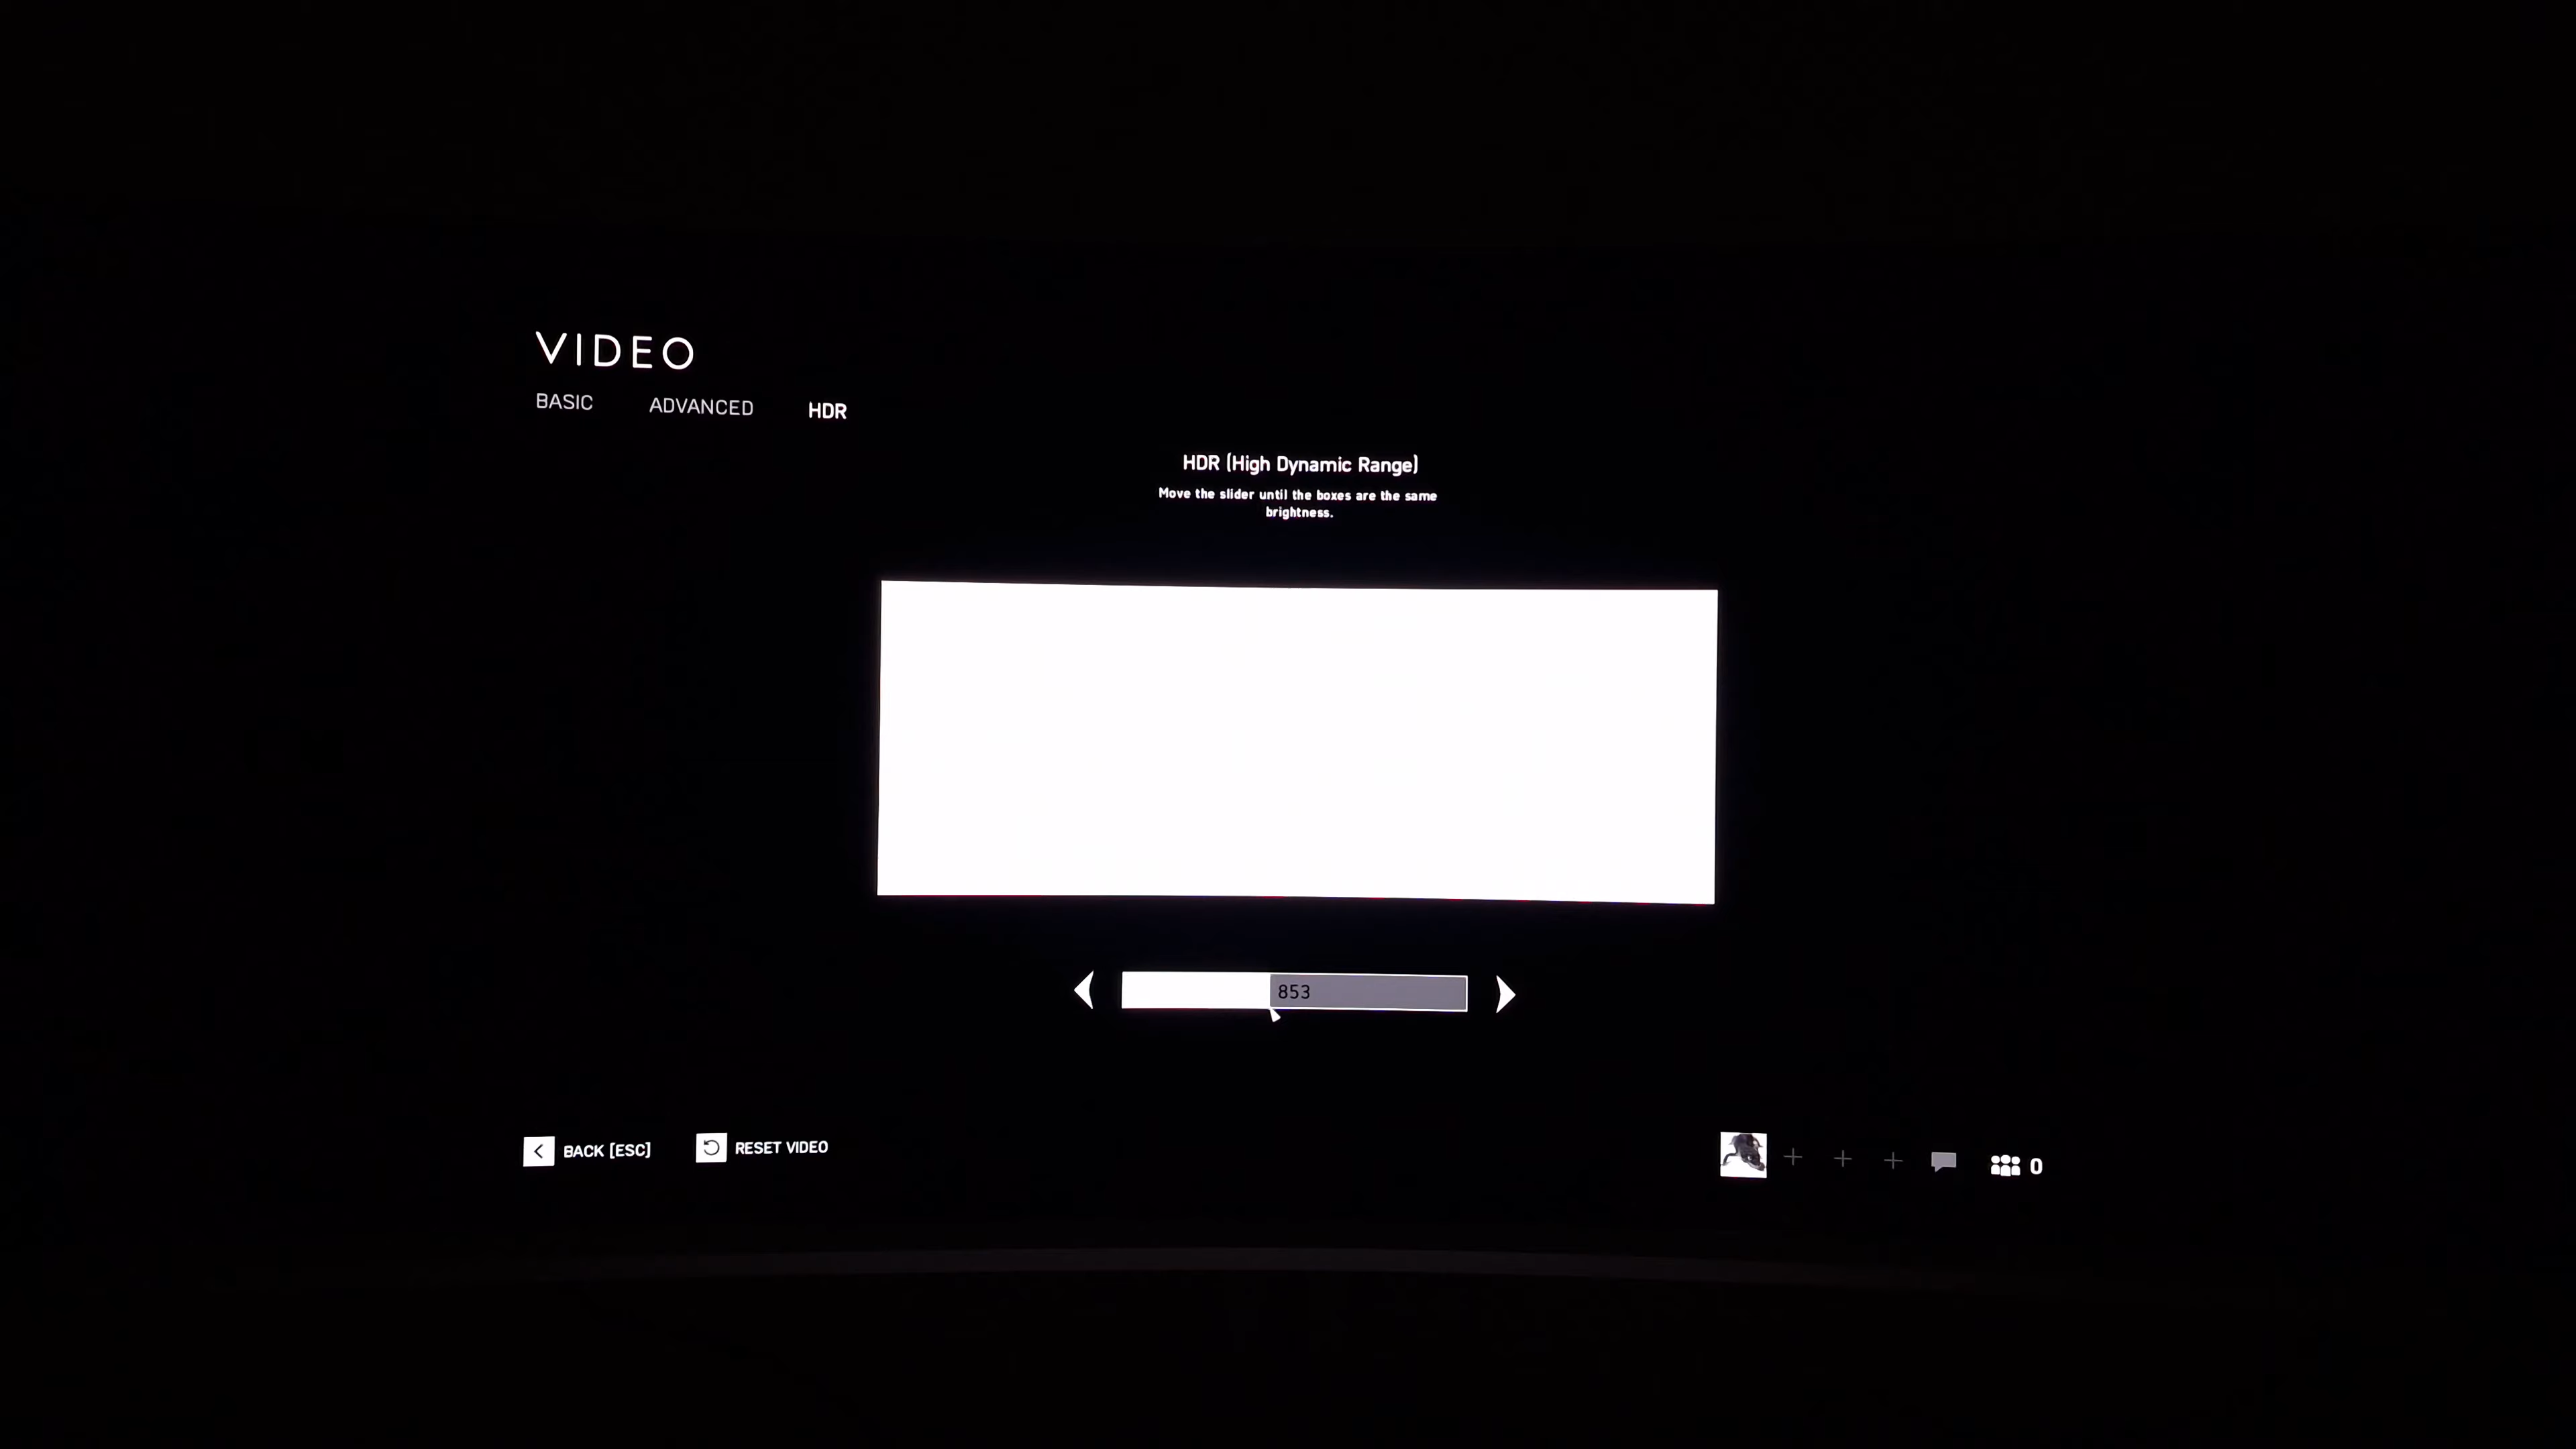 VIDEO
BASIC ADVANCED HDR
HDR (High Dynamic Range)
Move the slider until the boxes are the same
brightness.
853
BACK [ESC] RESET VIDEO
0